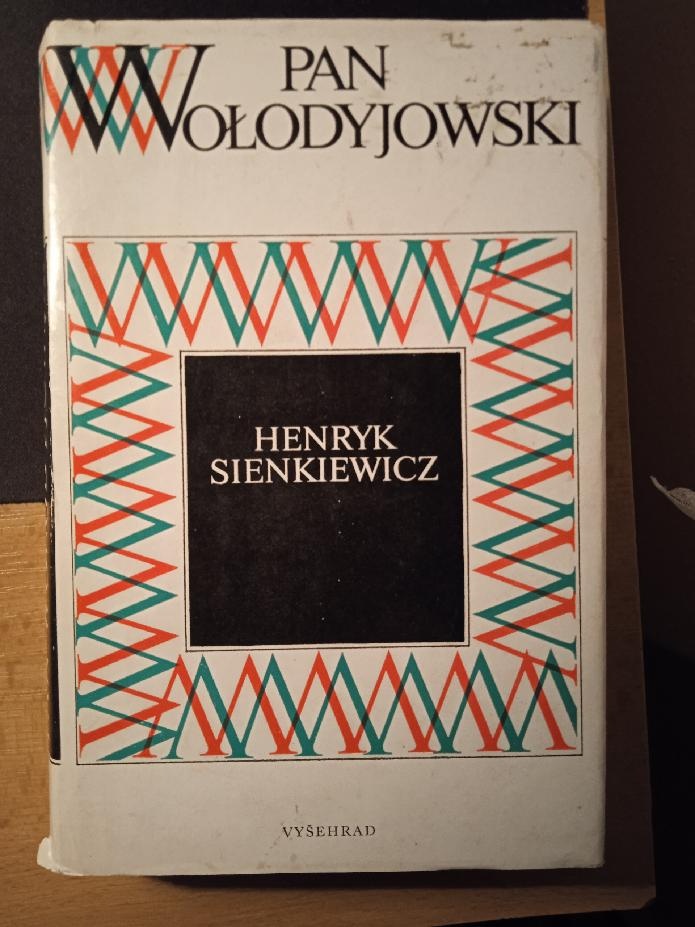 PAN
WOŁODYJOWSKI
HENRYK
SIENKIEWICZ
VYŠEHRAD